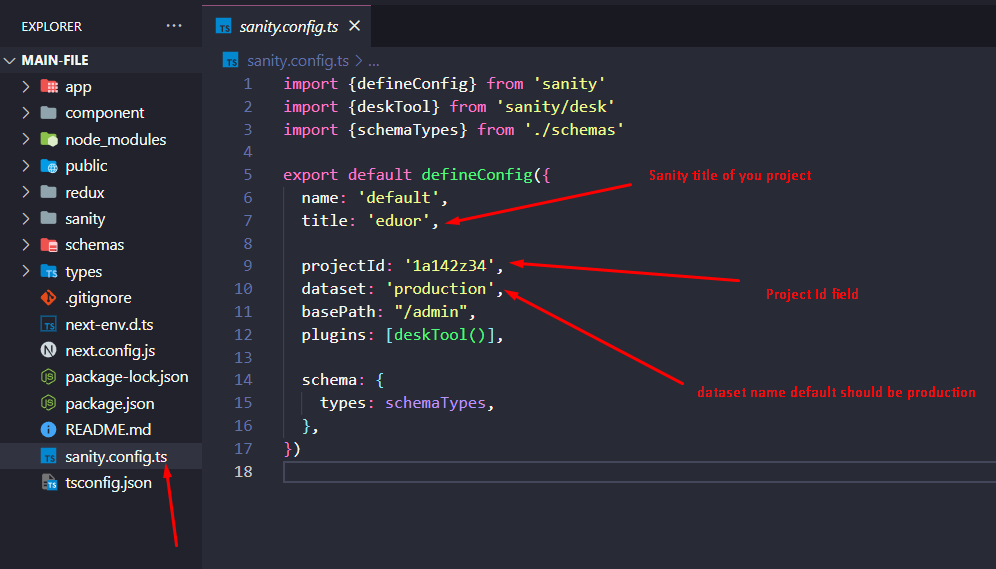 EXPLORER ...
MAIN-FILE
app
component
node_modules
public
redux
sanity
schemas
types
.gitignore
next-env.d.ts
next.config.js
package-lock.json
package.json
README.md
sanity.config.ts
tsconfig.json
sanity.config.ts
sanity.config.ts > ...
1 import {defineConfig} from 'sanity'
2 import {deskTool} from 'sanity/desk'
3 import {schemaTypes} from './schemas'
4
5 export default defineConfig({
6 name: 'default',
7 title: 'eduor',
8
9 projectId: '1a142z34',
10 dataset: 'production',
11 basePath: "/admin",
12 plugins: [deskTool()],
13
14 schema: {
15 types: schemaTypes,
16 },
17 })
18
Sanity title of you project
Project Id field
dataset name default should be production